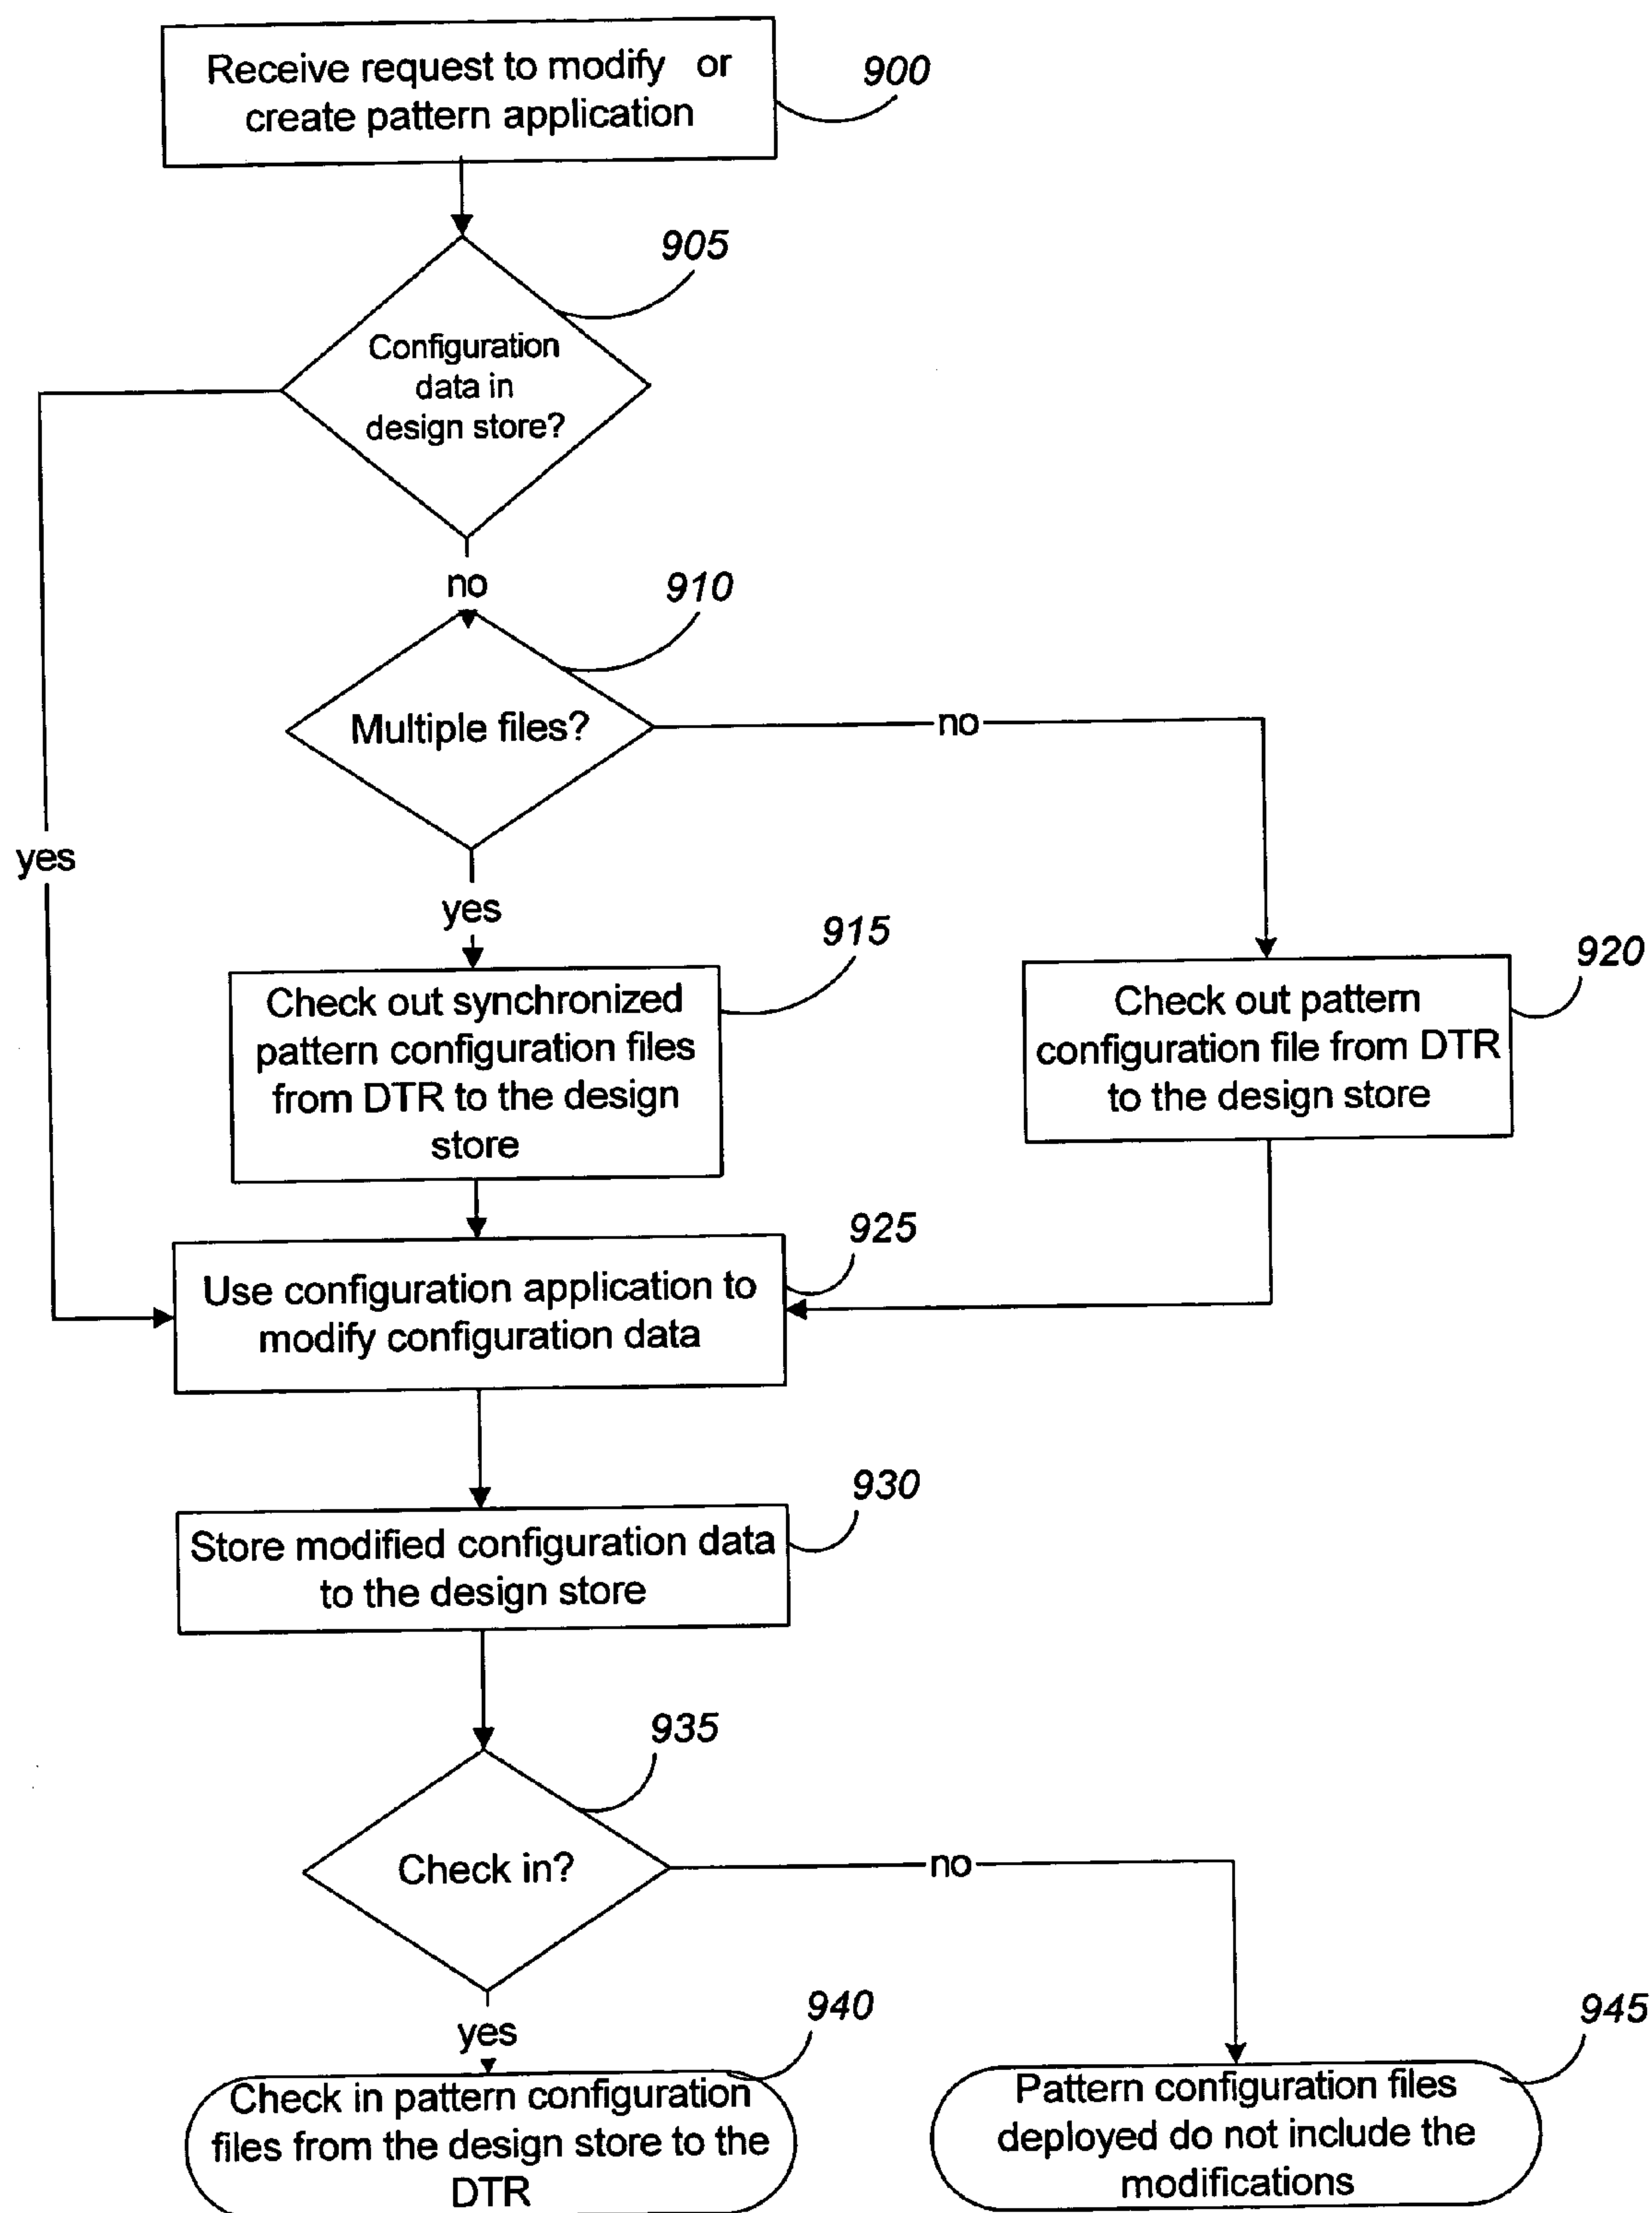 Receive request to modify or
create pattern application
900
905
Configuration
data in
design store?
no
910
Multiple files?
no
yes
yes
915
920
Check out synchronized
pattern configuration files
from DTR to the design
store
Check out pattern
configuration file from DTR
to the design store
925
Use configuration application to
modify configuration data
930
Store modified configuration data
to the design store
935
Check in?
no
yes
940
945
Check in pattern configuration
files from the design store to the
DTR
Pattern configuration files
deployed do not include the
modifications